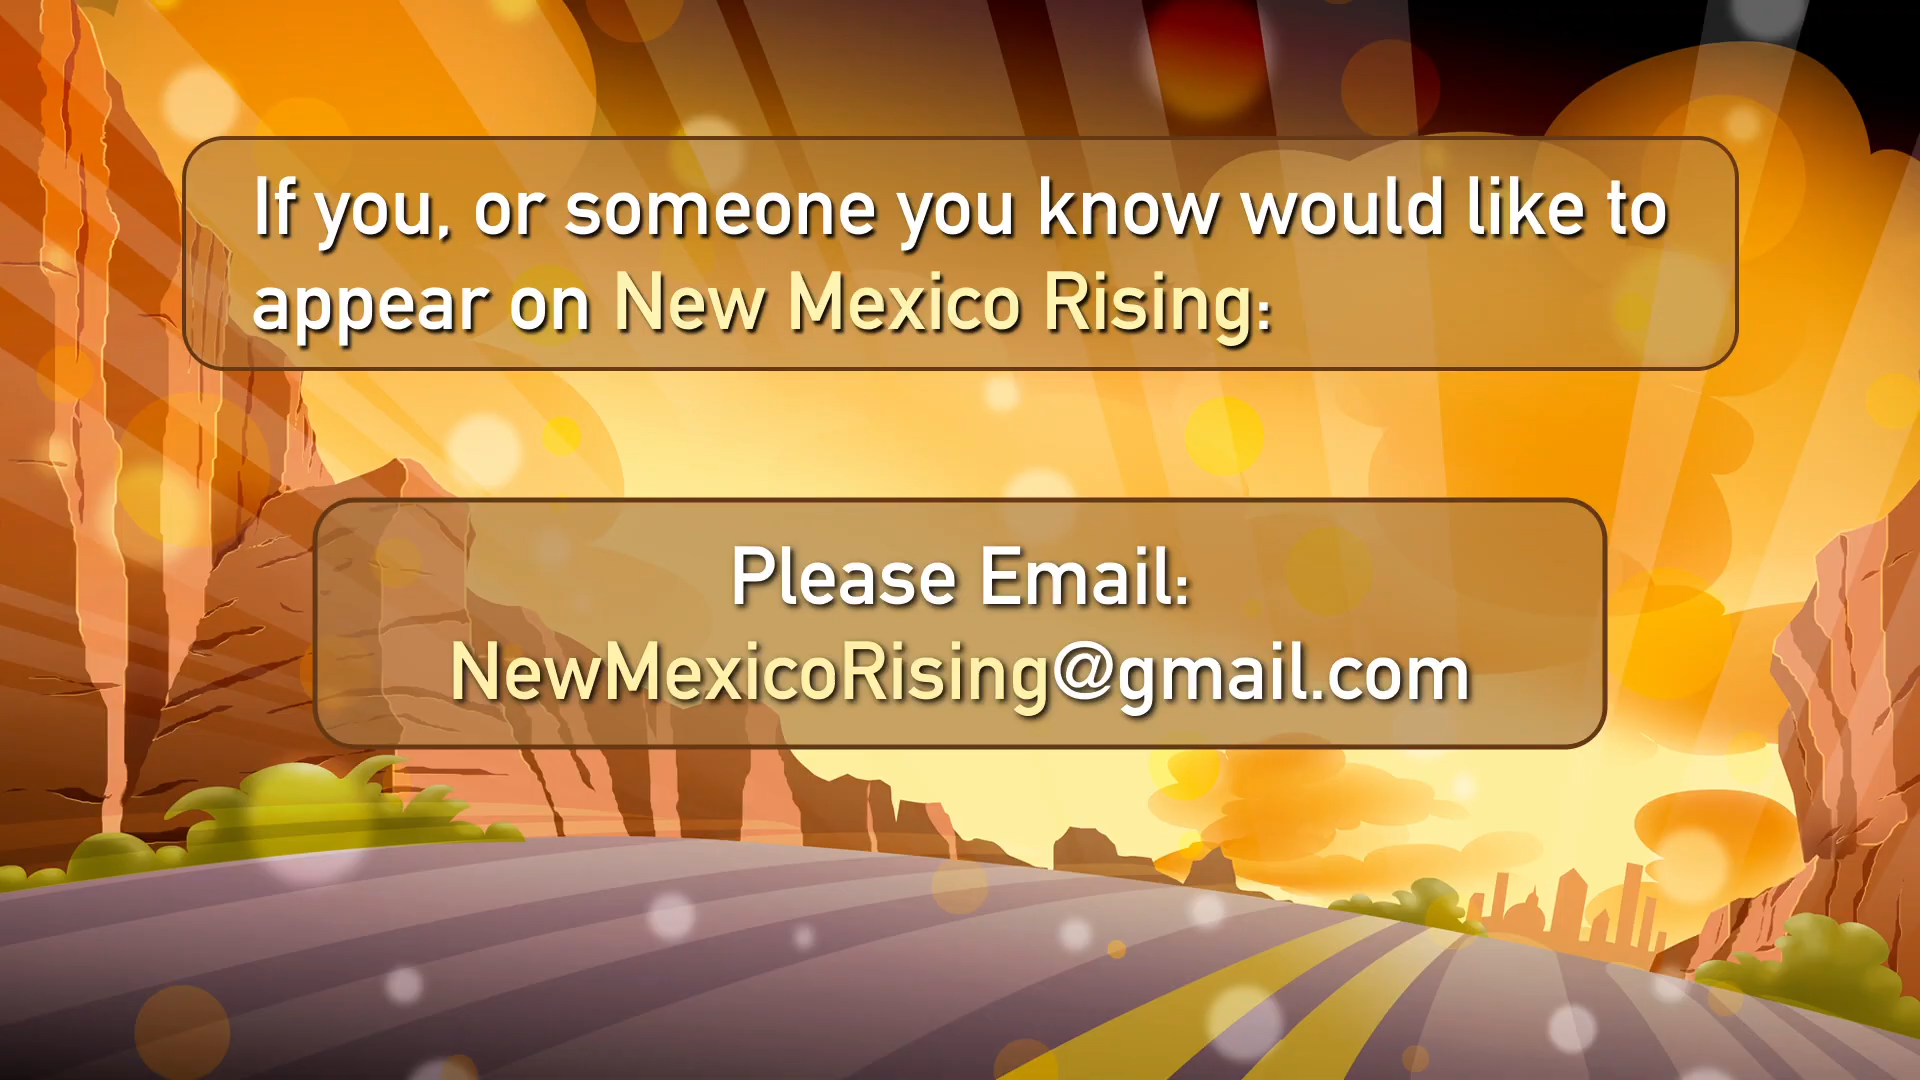 If you, or someone you know would like to
appear on New Mexico Rising:
Please Email:
NewMexicoRising@gmail.com